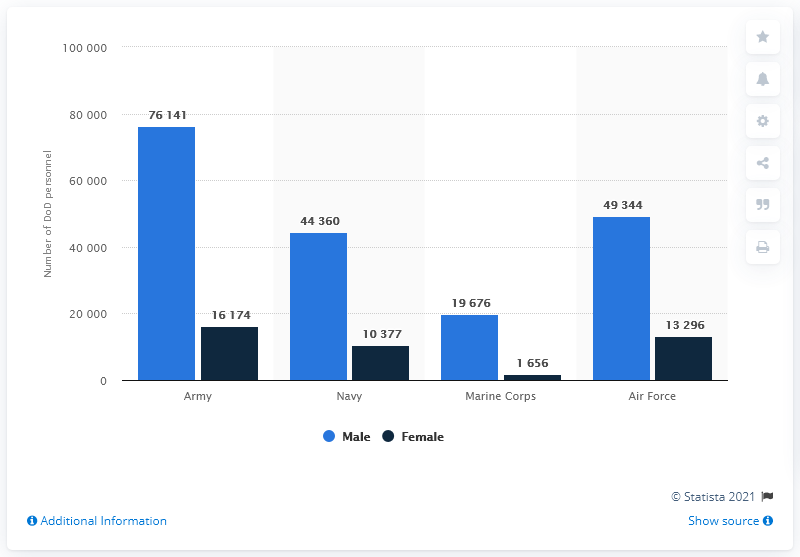 100 000
80 000
60 000
40 000
20 000
0
Number of DoD personnel
76 141
16 174
44 360
10 377
19 676
1 656
49 344
13 296
Army
Navy
Marine Corps
Air Force
Male
Female
© Statista 2021
Additional Information
Show source